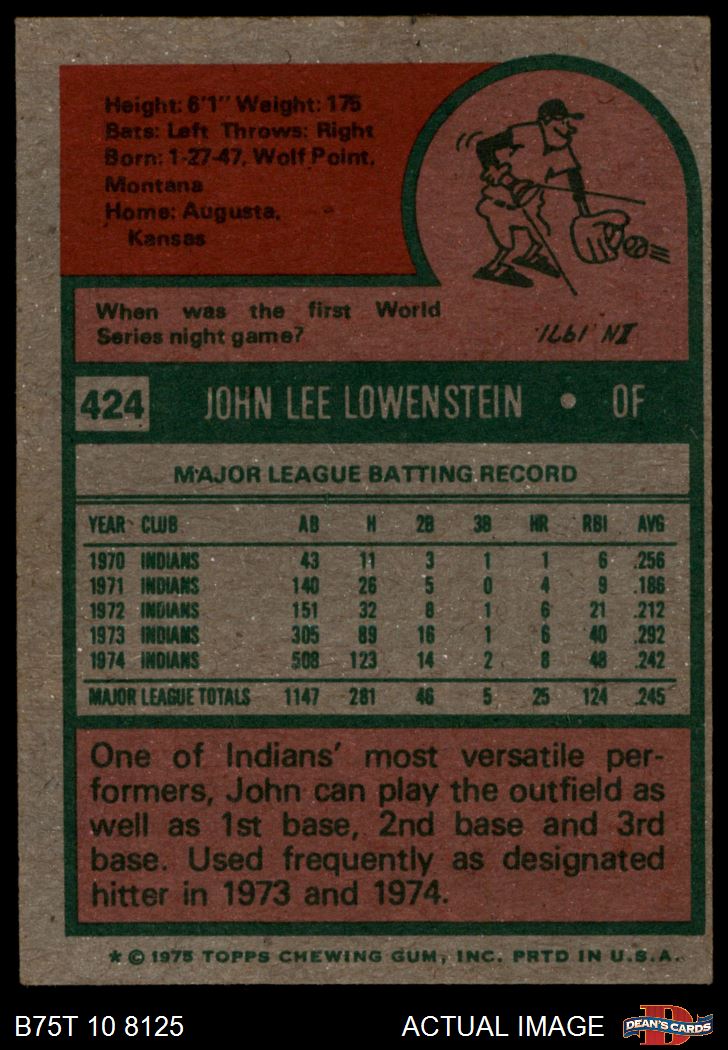 Height: 6'1" Weight: 175
Bats: Left Throws: Right
Born: 1-27-47, Wolf Point,
Montana
Home: Augusta,
Kansas
When was the first World
Series night game?
IN 1971.
424 JOHN LEE LOWENSTEIN • OF
MAJOR LEAGUE BATTING RECORD
YEAR CLUB AB H 2B 3B HR RBI AVG
1970 INDIANS 43 11 3 1 1 6 .256
1971 INDIANS 140 26 5 0 4 9 .186
1972 INDIANS 151 32 8 1 6 21 .212
1973 INDIANS 305 89 16 1 6 40 .292
1974 INDIANS 508 123 14 2 8 48 .242
MAJOR LEAGUE TOTALS 1147 281 46 5 25 124 .245
One of Indians' most versatile per-
formers, John can play the outfield as
well as 1st base, 2nd base and 3rd
base. Used frequently as designated
hitter in 1973 and 1974.
* © 1975 TOPPS CHEWING GUM, INC. PRTD IN U.S.A.
B75T 10 8125 ACTUAL IMAGE DEAN'S CARDS